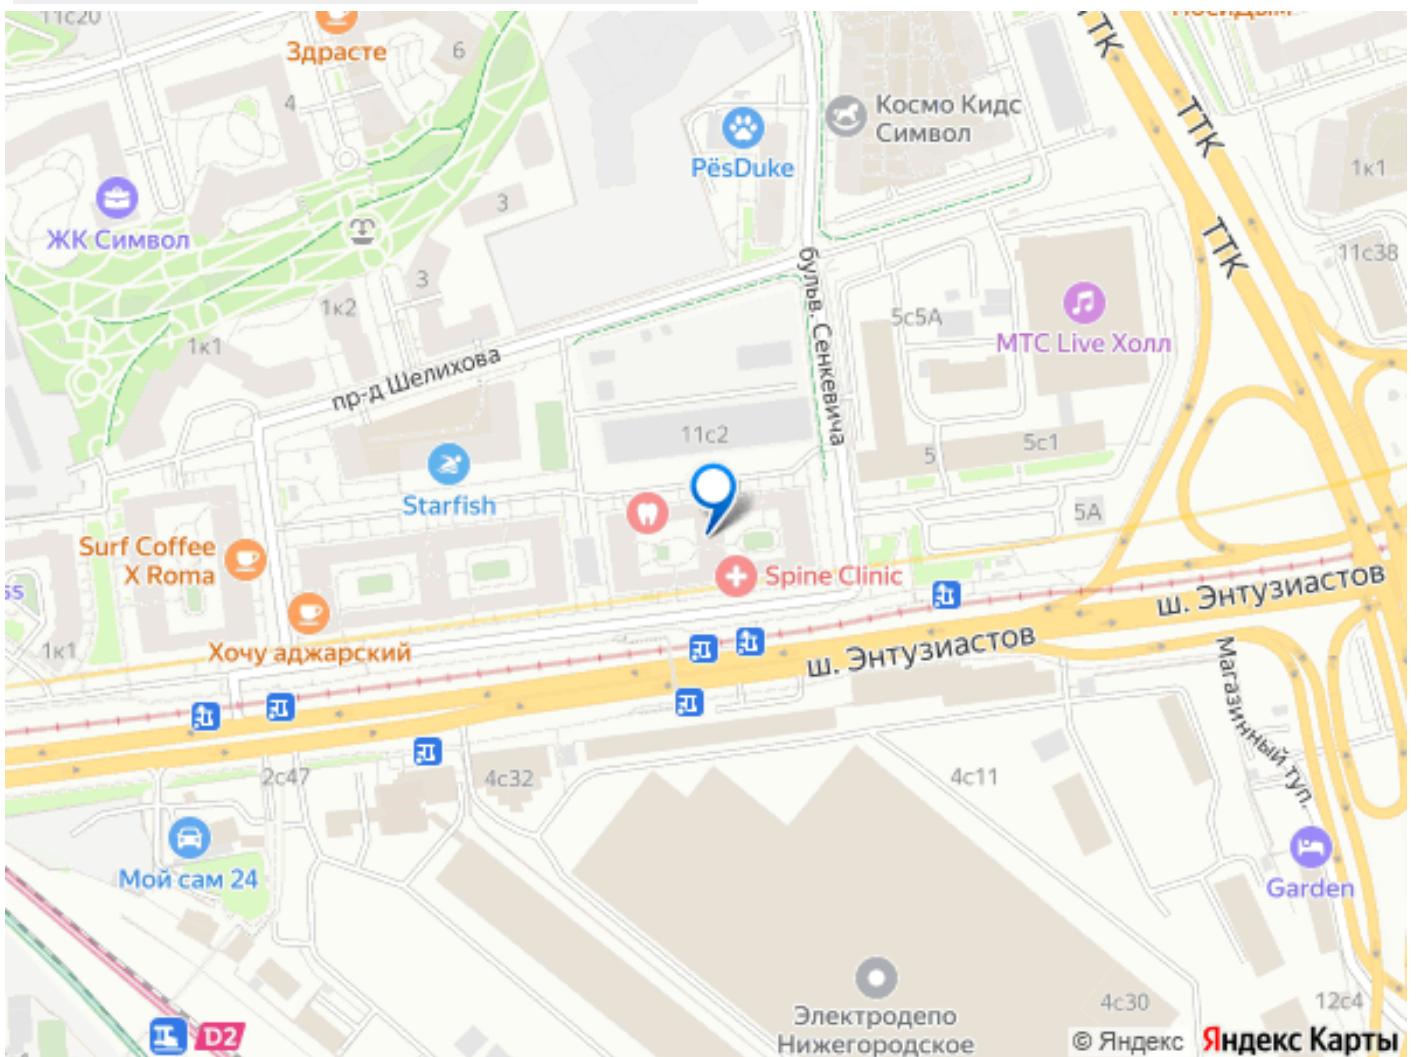 11с20
Здрасте
6
4
ТТК
ТТК
Космо Кидс
Символ
PёsDuke
1к1
ЖК Символ
3
ТТК
11с38
3
1к2
бульв. Сенкевича
5с5А
МТС Live Холл
1к1
пр-д Шелихова
11с2
5с1
5
Starfish
5А
Surf Coffee
X Roma
Spine Clinic
ss
ш. Энтузиастов
Хочу аджарский
1к1
ш. Энтузиастов
Магазинный туп.
2с47
4с32
4с11
Мой сам 24
Garden
Электродепо
Нижегородское
4с30
12с4
D2
© Яндекс Яндекс Карты